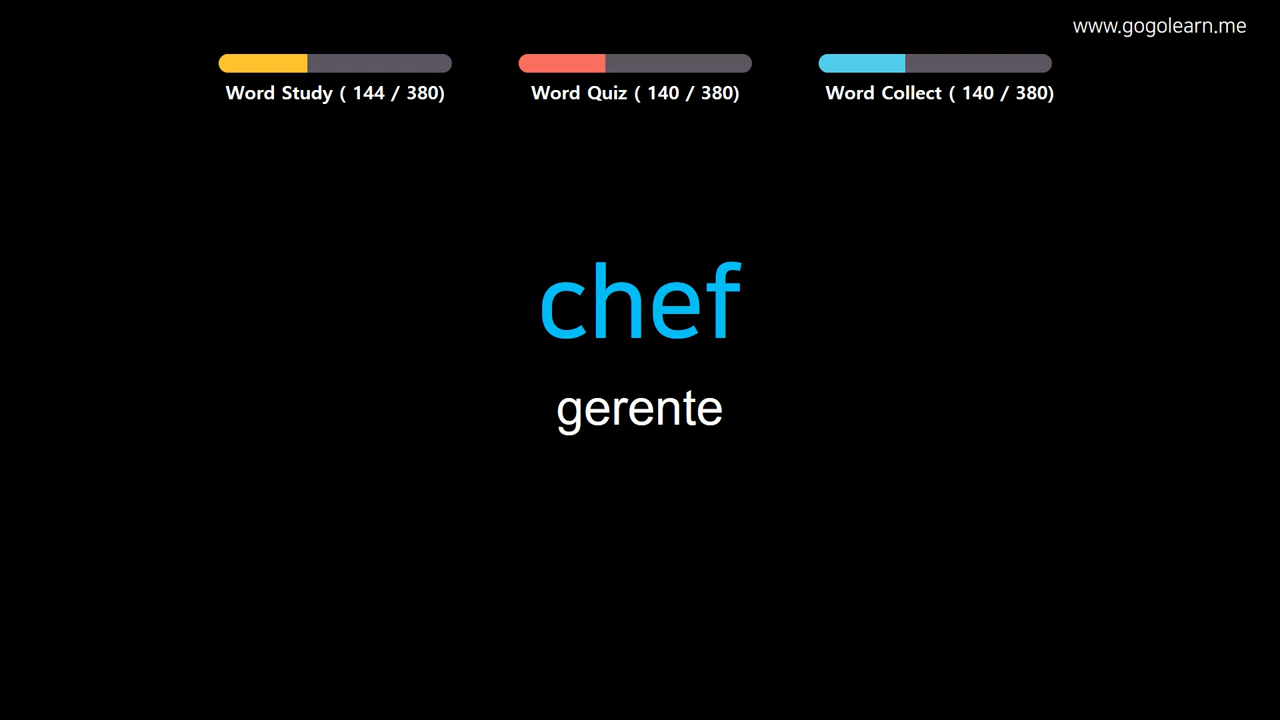 www.gogolearn.me
Word Study ( 144 / 380)
Word Quiz ( 140 / 380)
Word Collect ( 140 / 380)
chef
gerente